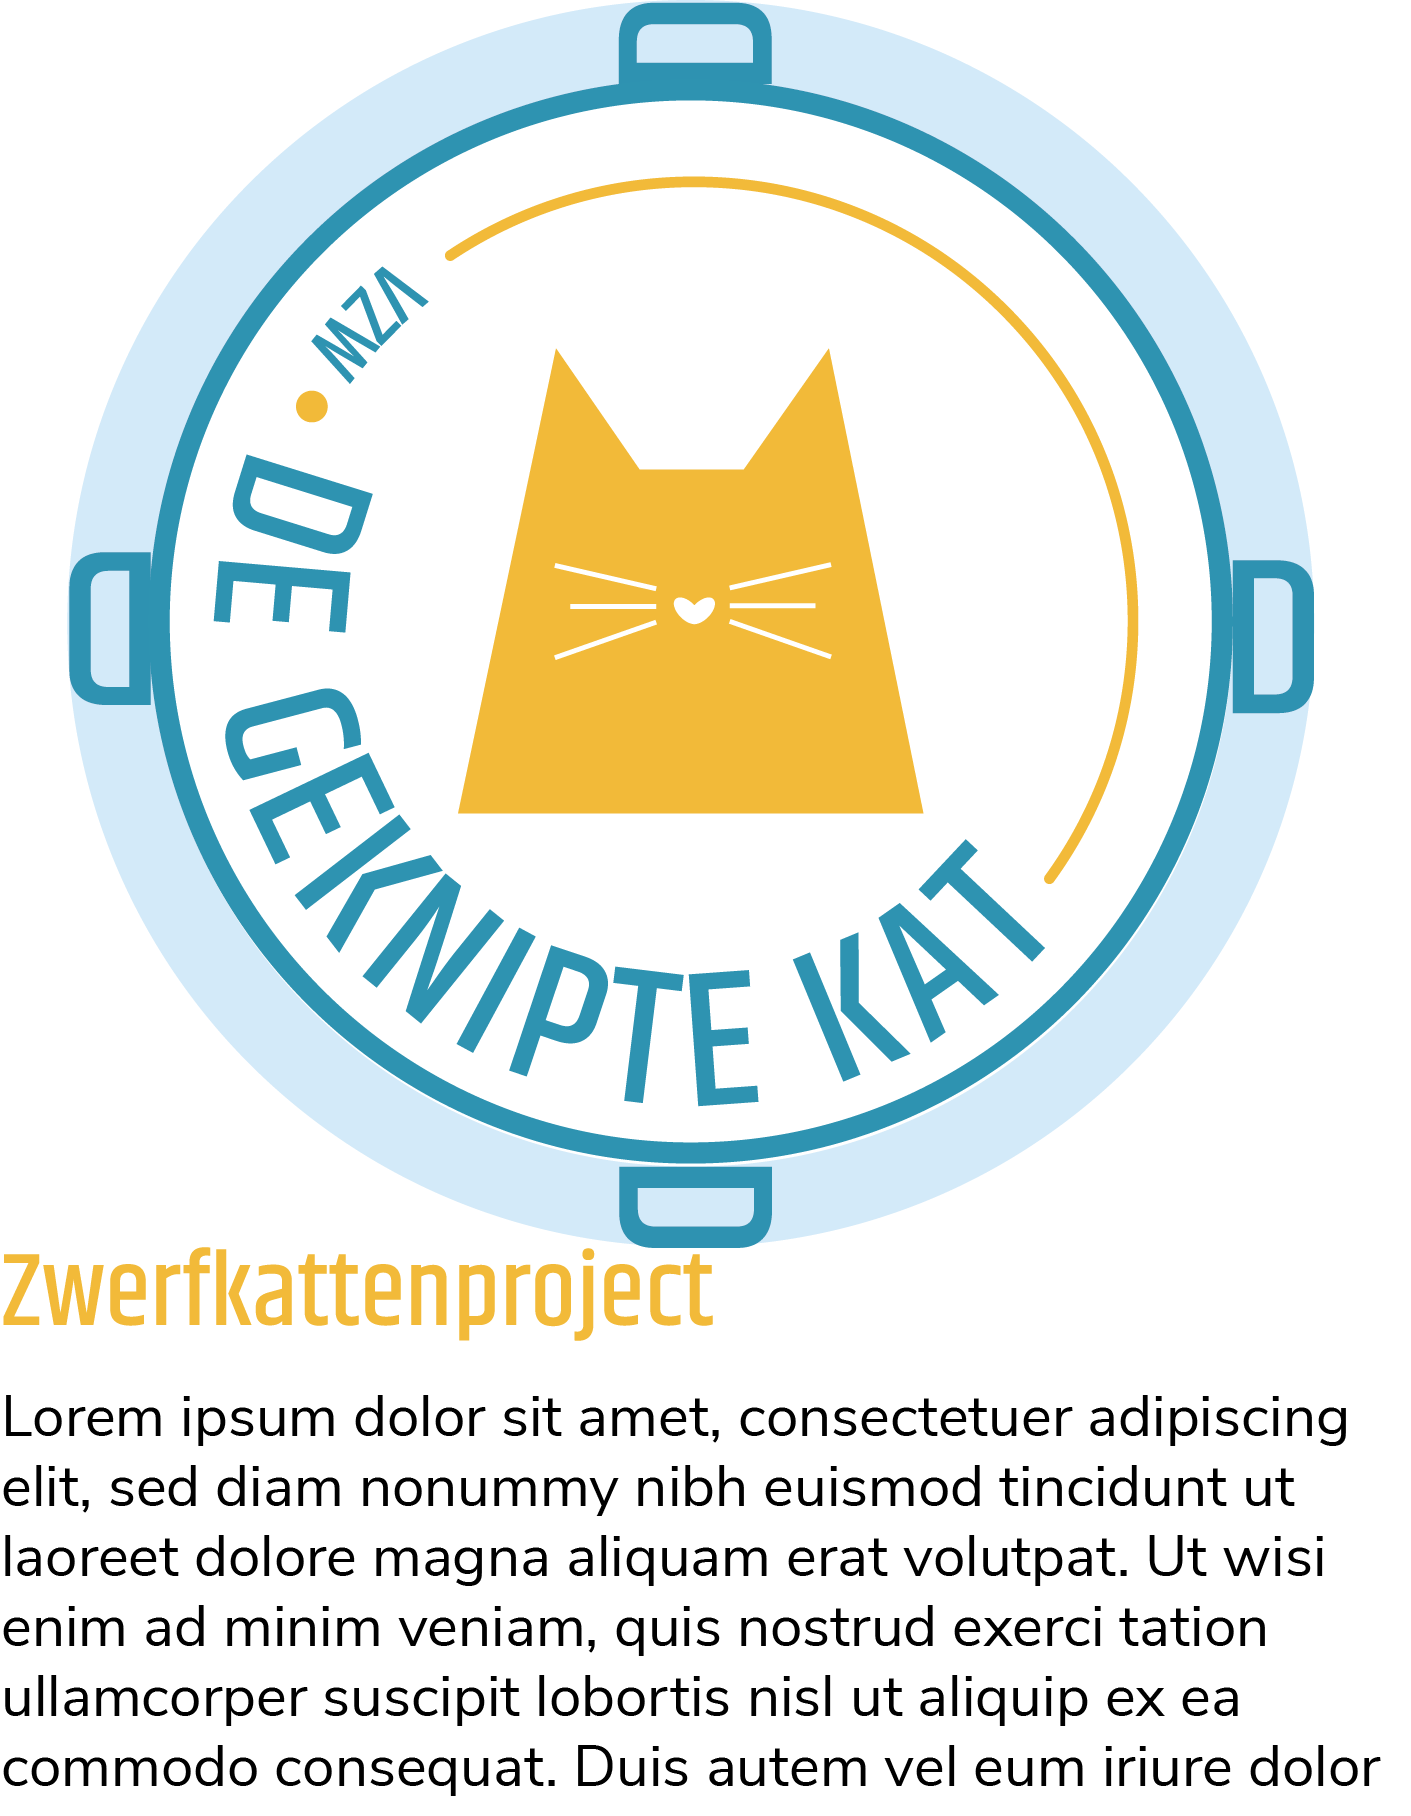 VZW • DE GEKNIPTE KAT
Zwerfkattenproject
Lorem ipsum dolor sit amet, consectetuer adipiscing
elit, sed diam nonummy nibh euismod tincidunt ut
laoreet dolore magna aliquam erat volutpat. Ut wisi
enim ad minim veniam, quis nostrud exerci tation
ullamcorper suscipit lobortis nisl ut aliquip ex ea
commodo consequat. Duis autem vel eum iriure dolor